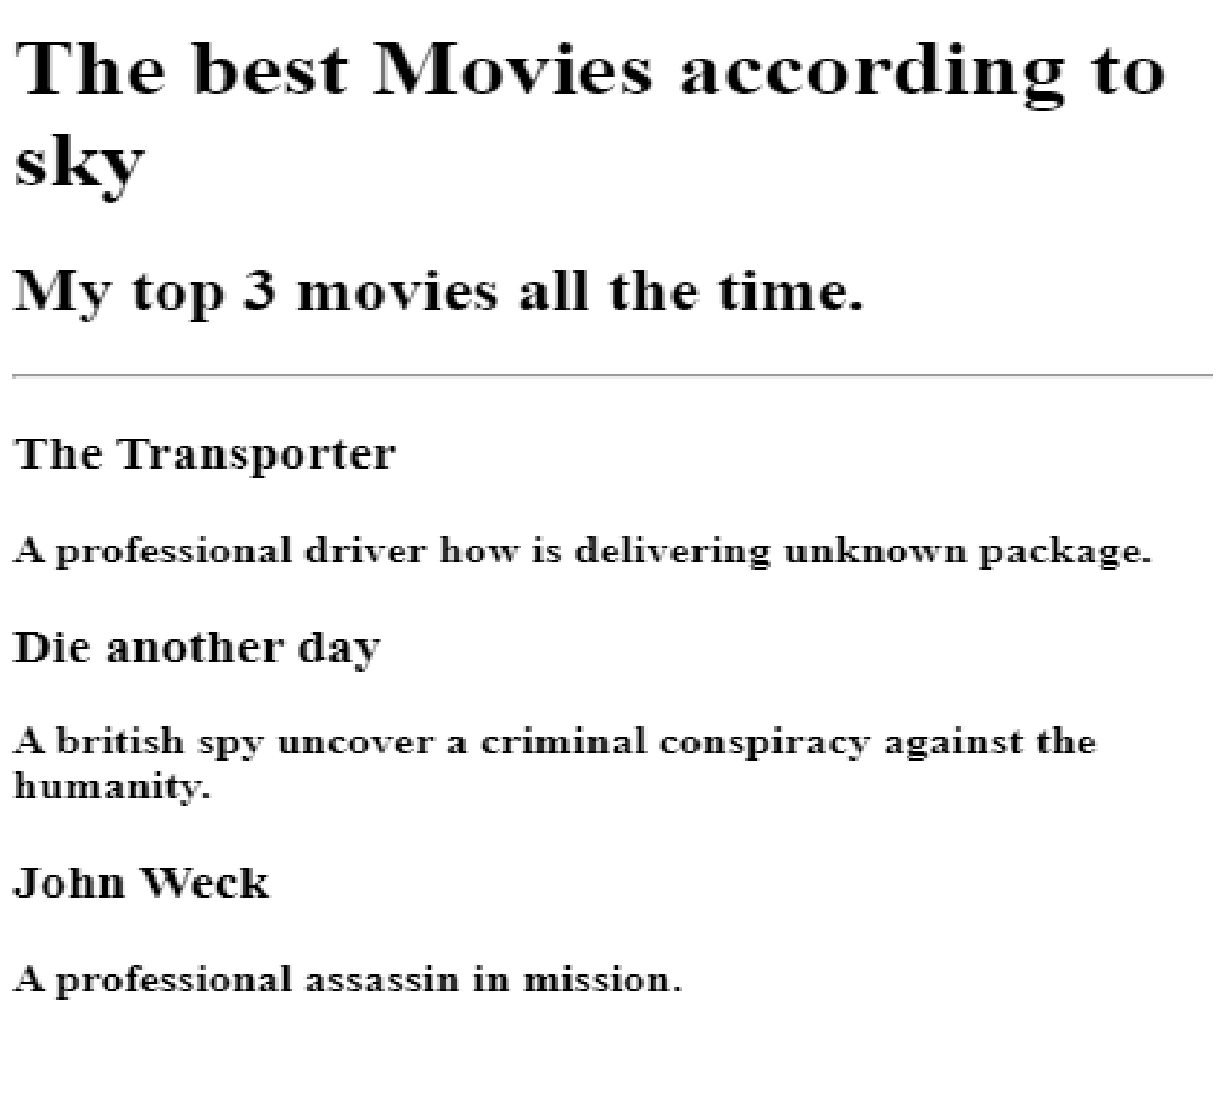 The best Movies according to
sky
My top 3 movies all the time.
The Transporter
A professional driver how is delivering unknown package.
Die another day
A british spy uncover a criminal conspiracy against the
humanity.
John Weck
A professional assassin in mission.